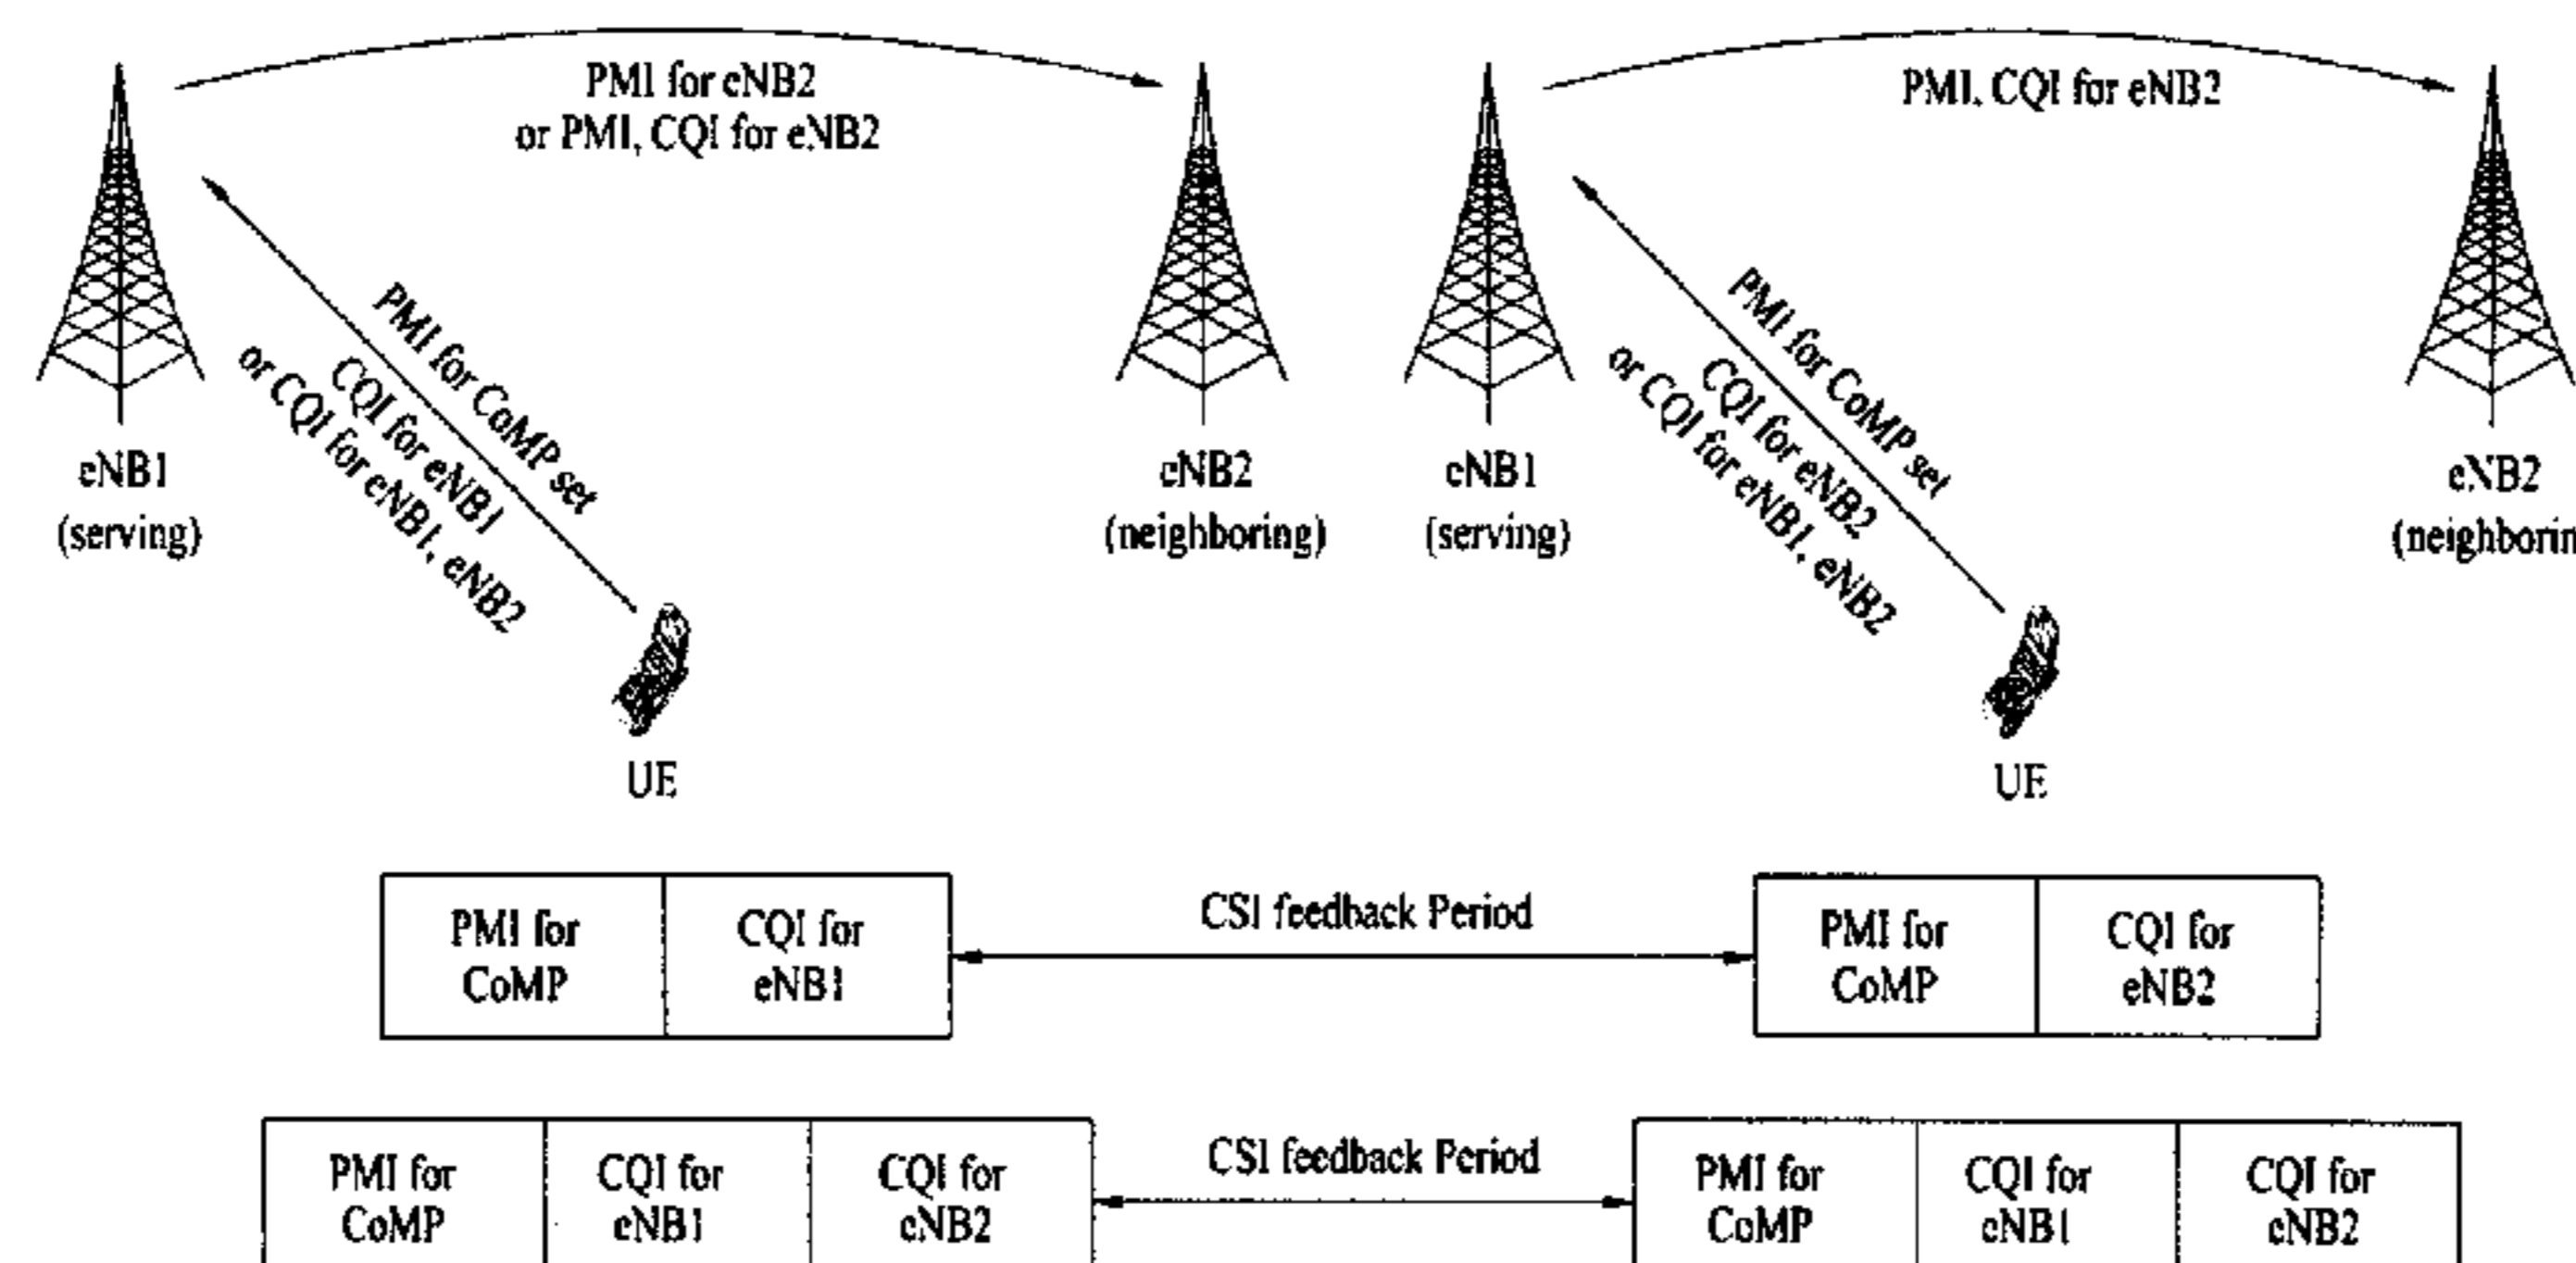 PMI for eNB2
or PMI, CQI for eNB2
PMI for CoMP set
CQI for eNB1
or CQI for eNB1, eNB2
eNB1
(serving)
eNB2
(neighboring)
UE
PMI, CQI for eNB2
PMI for CoMP set
CQI for eNB2
or CQI for eNB1, eNB2
eNB1
(serving)
eNB2
(neighborin
UE
PMI for
CoMP
CQI for
eNB1
CSI feedback Period
PMI for
CoMP
CQI for
eNB2
PMI for
CoMP
CQI for
eNB1
CQI for
eNB2
CSI feedback Period
PMI for
CoMP
CQI for
eNB1
CQI for
eNB2